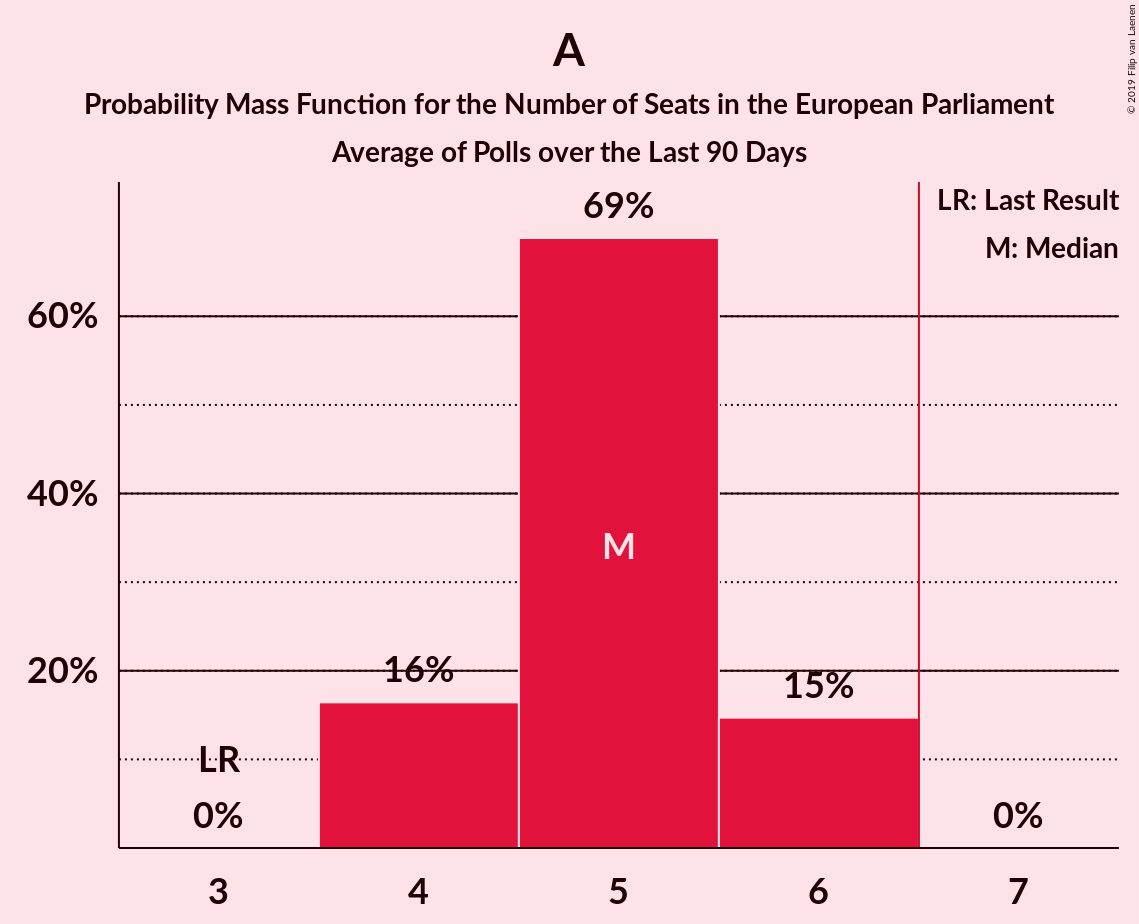 A
Probability Mass Function for the Number of Seats in the European Parliament
Average of Polls over the Last 90 Days
© 2019 Filip van Laenen
LR: Last Result
M: Median
69%
60%
40%
M
20%
16%
15%
LR
0%
0%
3
4
5
6
7